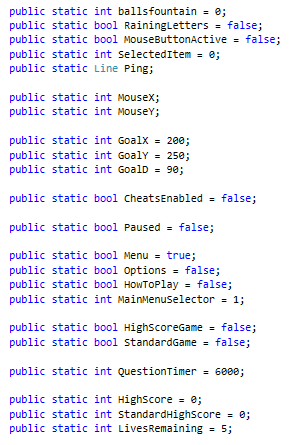 public static int ballsfountain = 0;
public static bool RainingLetters = false;
public static bool MouseButtonActive = false;
public static int SelectedItem = 0;
public static Line Ping;
public static int MouseX;
public static int MouseY;
public static int GoalX = 200;
public static int GoalY = 250;
public static int GoalD = 90;
public static bool CheatsEnabled = false;
public static bool Paused = false;
public static bool Menu = true;
public static bool Options = false;
public static bool HowToPlay = false;
public static int MainMenuSelector = 1;
public static bool HighScoreGame = false;
public static bool StandardGame = false;
public static int QuestionTimer = 6000;
public static int HighScore = 0;
public static int StandardHighScore = 0;
public static int LivesRemaining = 5;